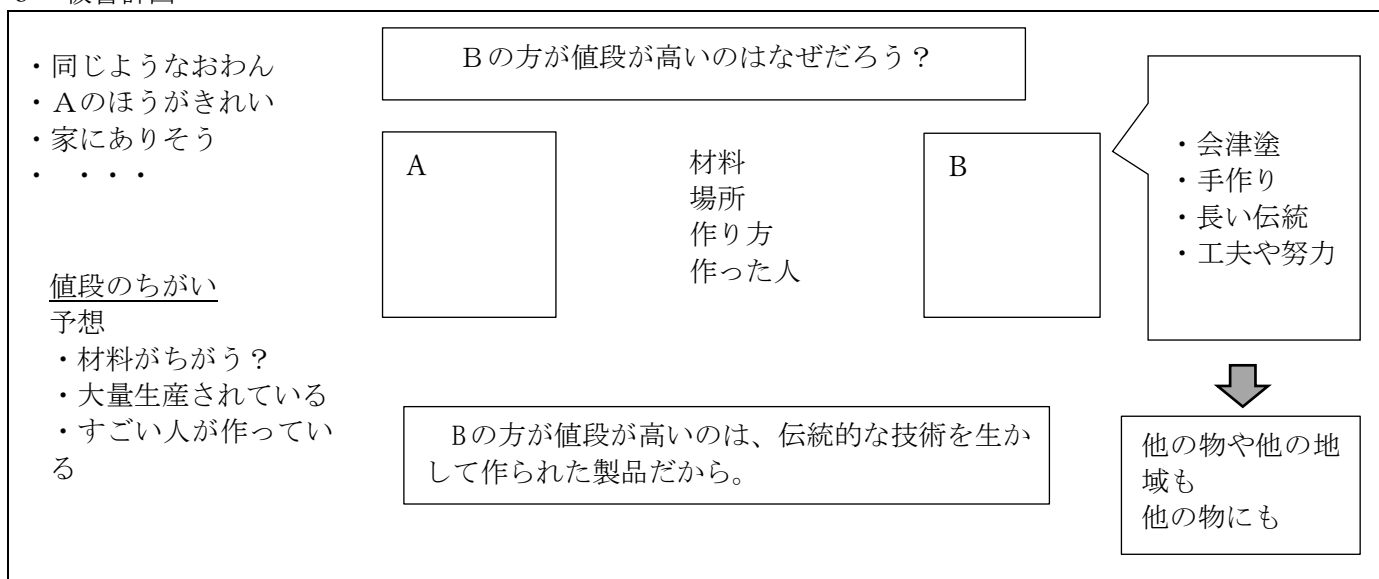 ・同じようなおわん
・Aのほうがきれい
・家にありそう
・ ・・・
値段のちがい
予想
・材料がちがう？
・大量生産されている
・すごい人が作ってい
る
Bの方が値段が高いのはなぜだろう？
A
材料
場所
作り方
作った人
B
・会津塗
・手作り
・長い伝統
・工夫や努力
Bの方が値段が高いのは、伝統的な技術を生か
して作られた製品だから。
他の物や他の地
域も
他の物にも